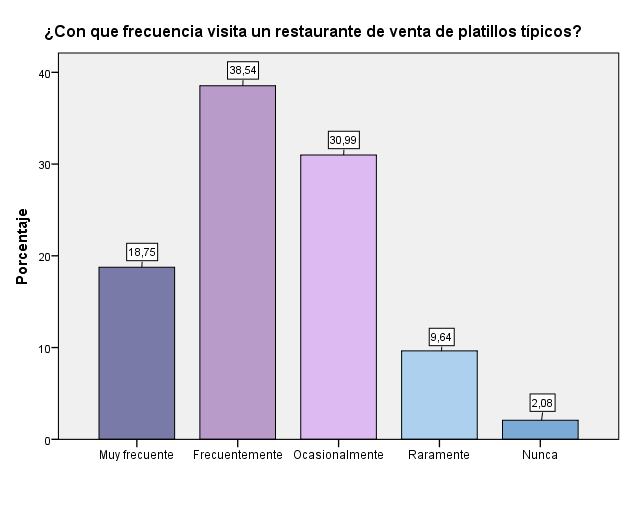 ¿Con que frecuencia visita un restaurante de venta de platillos típicos?
Porcentaje
40
30
20
10
0
18,75
38,54
30,99
9,64
2,08
Muy frecuente
Frecuentemente
Ocasionalmente
Raramente
Nunca